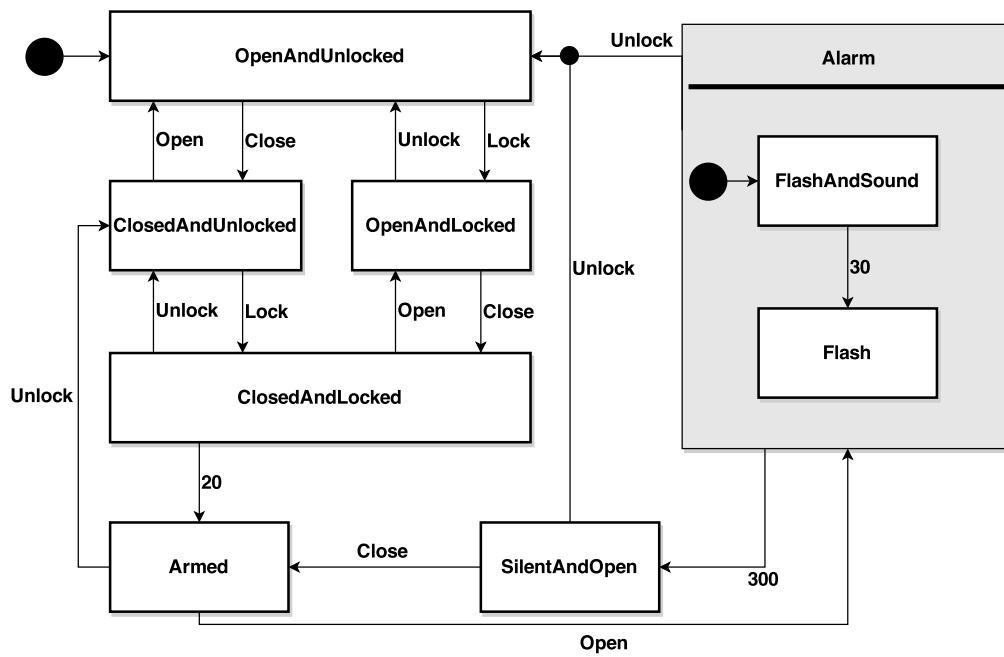 Unlock
OpenAndUnlocked
Alarm
Open
Close
Unlock
Lock
FlashAndSound
ClosedAndUnlocked
OpenAndLocked
Unlock
30
Unlock
Lock
Open
Close
Flash
Unlock
ClosedAndLocked
20
Close
Armed
SilentAndOpen
300
Open